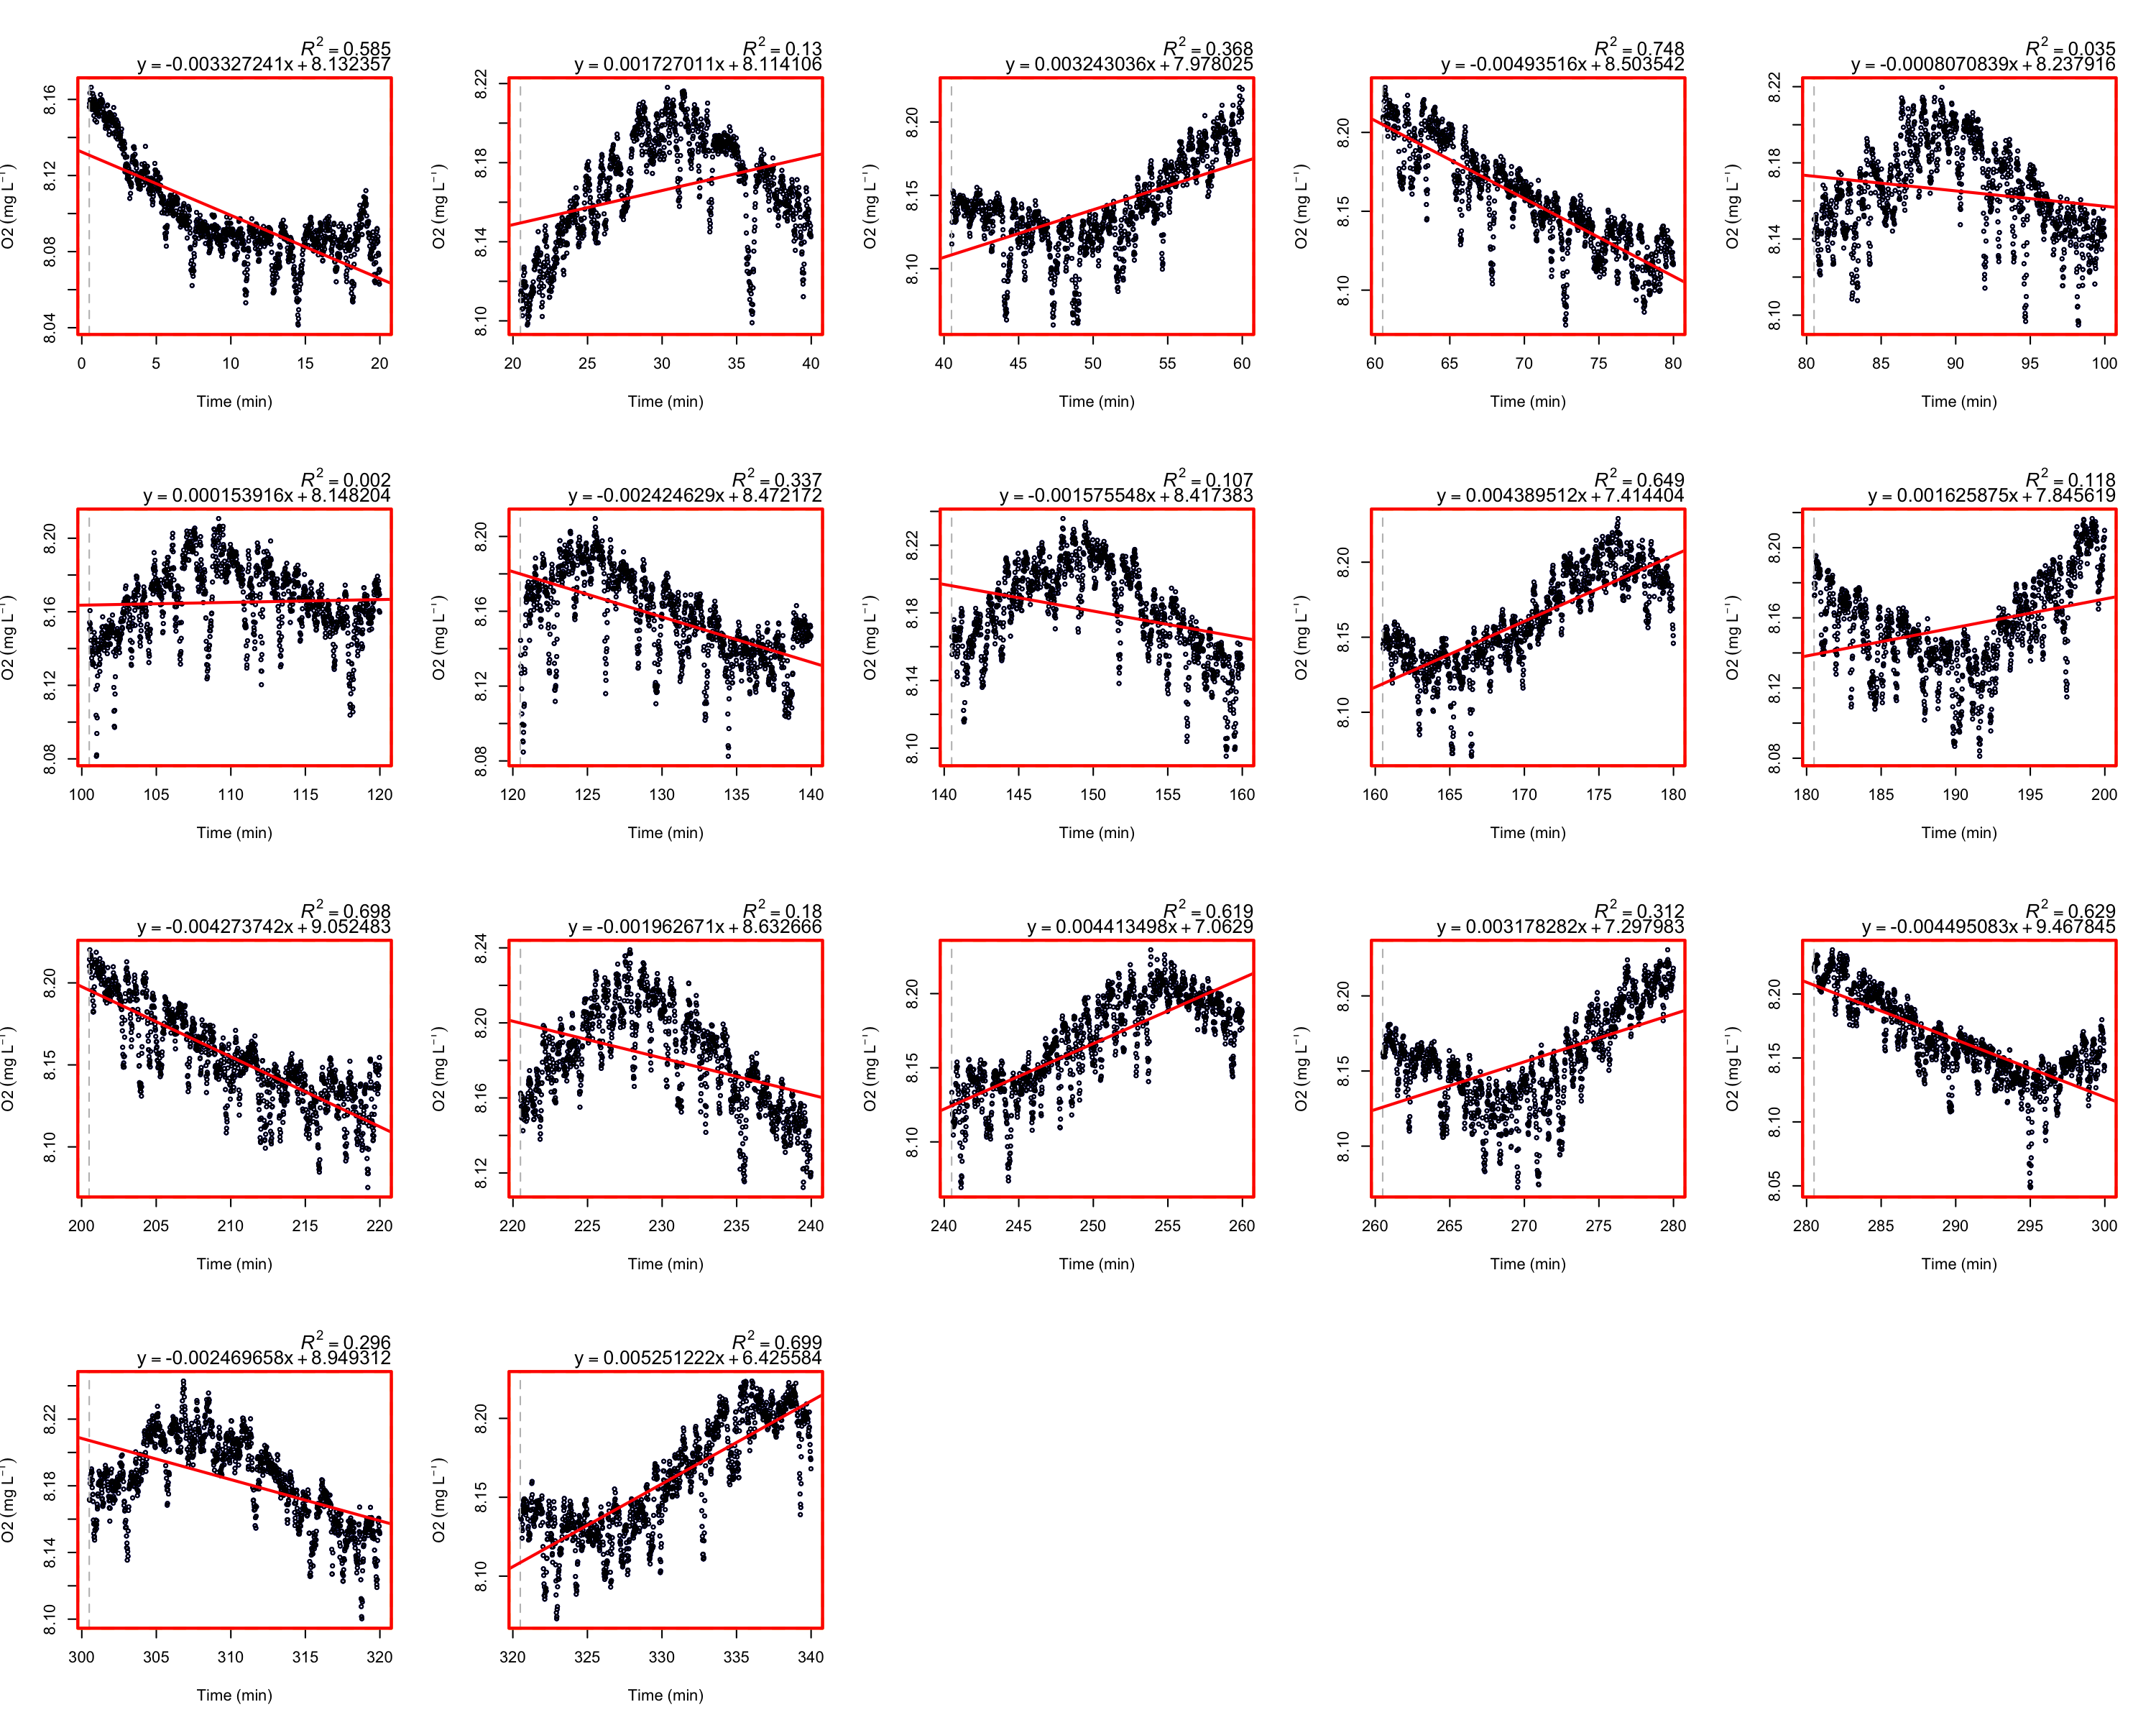 R² = 0.585
y = -0.003327241x + 8.132357
O2 (mg L⁻¹)
8.04 8.08 8.12 8.16
0 5 10 15 20
Time (min)
R² = 0.13
y = 0.001727011x + 8.114106
O2 (mg L⁻¹)
8.10 8.14 8.18 8.22
20 25 30 35 40
Time (min)
R² = 0.368
y = 0.003243036x + 7.978025
O2 (mg L⁻¹)
8.10 8.15 8.20
40 45 50 55 60
Time (min)
R² = 0.748
y = -0.00493516x + 8.503542
O2 (mg L⁻¹)
8.10 8.15 8.20
60 65 70 75 80
Time (min)
R² = 0.035
y = -0.0008070839x + 8.237916
O2 (mg L⁻¹)
8.10 8.14 8.18 8.22
80 85 90 95 100
Time (min)
R² = 0.002
y = 0.000153916x + 8.148204
O2 (mg L⁻¹)
8.08 8.12 8.16 8.20
100 105 110 115 120
Time (min)
R² = 0.337
y = -0.002424629x + 8.472172
O2 (mg L⁻¹)
8.08 8.12 8.16 8.20
120 125 130 135 140
Time (min)
R² = 0.107
y = -0.001575548x + 8.417383
O2 (mg L⁻¹)
8.10 8.14 8.18 8.22
140 145 150 155 160
Time (min)
R² = 0.649
y = 0.004389512x + 7.414404
O2 (mg L⁻¹)
8.10 8.15 8.20
160 165 170 175 180
Time (min)
R² = 0.118
y = 0.001625875x + 7.845619
O2 (mg L⁻¹)
8.08 8.12 8.16 8.20
180 185 190 195 200
Time (min)
R² = 0.698
y = -0.004273742x + 9.052483
O2 (mg L⁻¹)
8.10 8.15 8.20
200 205 210 215 220
Time (min)
R² = 0.18
y = -0.001962671x + 8.632666
O2 (mg L⁻¹)
8.12 8.16 8.20 8.24
220 225 230 235 240
Time (min)
R² = 0.619
y = 0.004413498x + 7.0629
O2 (mg L⁻¹)
8.10 8.15 8.20
240 245 250 255 260
Time (min)
R² = 0.312
y = 0.003178282x + 7.297983
O2 (mg L⁻¹)
8.10 8.15 8.20
260 265 270 275 280
Time (min)
R² = 0.629
y = -0.004495083x + 9.467845
O2 (mg L⁻¹)
8.05 8.10 8.15 8.20
280 285 290 295 300
Time (min)
R² = 0.296
y = -0.002469658x + 8.949312
O2 (mg L⁻¹)
8.10 8.14 8.18 8.22
300 305 310 315 320
Time (min)
R² = 0.699
y = 0.005251222x + 6.425584
O2 (mg L⁻¹)
8.10 8.15 8.20
320 325 330 335 340
Time (min)